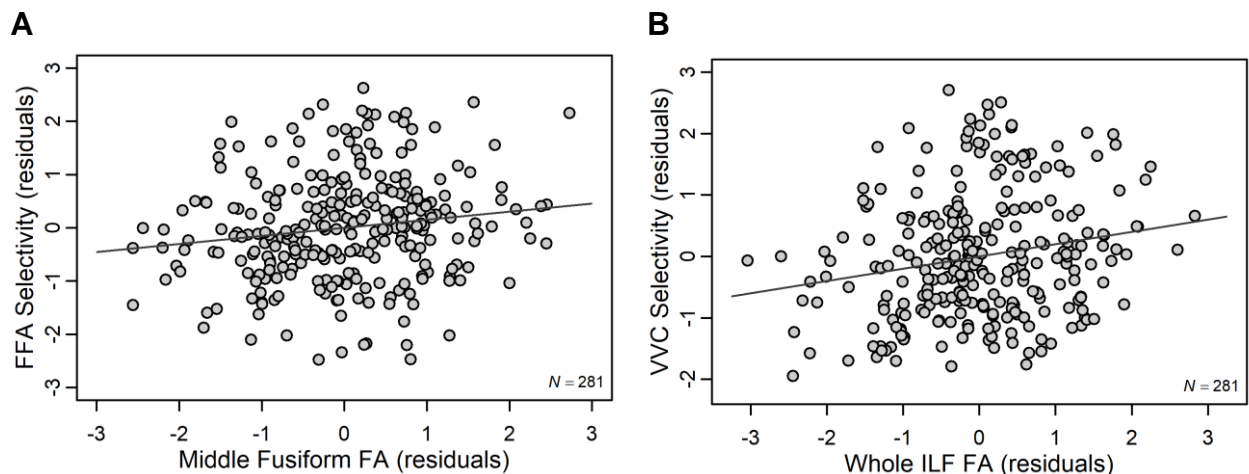 A
B
FFA Selectivity (residuals)
3
2
1
0
-1
-2
-3
N = 281
-3 -2 -1 0 1 2 3
Middle Fusiform FA (residuals)
VVC Selectivity (residuals)
3
2
1
0
-1
-2
N = 281
-3 -2 -1 0 1 2 3
Whole ILF FA (residuals)